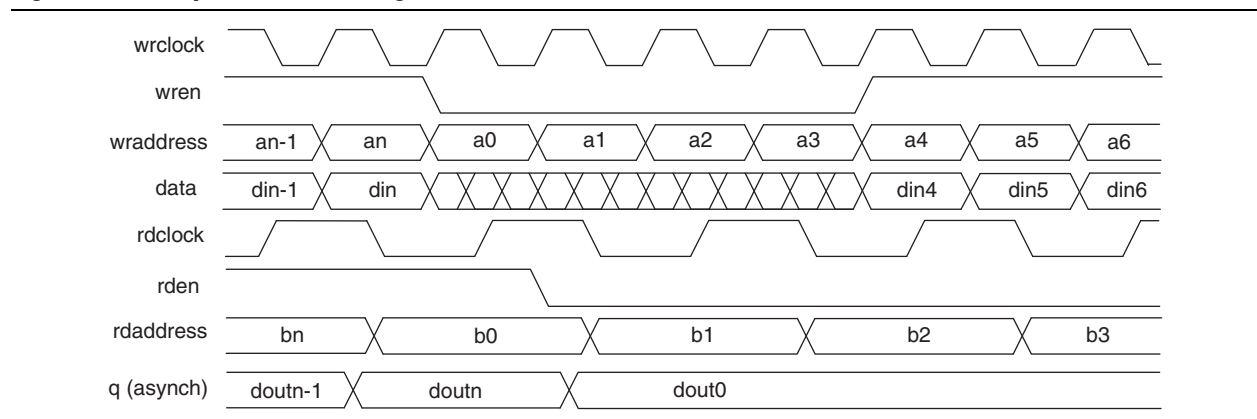 wrclock
wren
wraddress an-1 an a0 a1 a2 a3 a4 a5 a6
data din-1 din din4 din5 din6
rdclock
rden
rdaddress bn b0 b1 b2 b3
q (asynch) doutn-1 doutn dout0